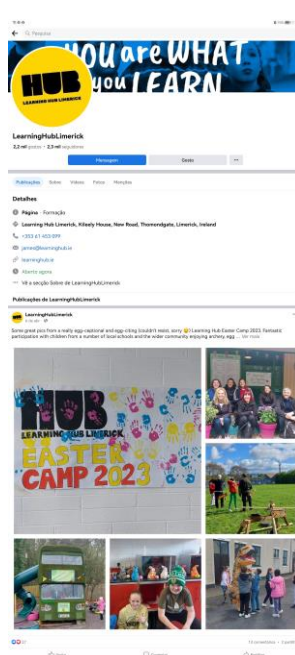 Pesquisa
YOU are WHAT
you LEARN
HUB
LEARNING HUB LIMERICK
LearningHubLimerick
2,2 mil gostos • 2,3 mil seguidores
Mensagem
Gosto
Publicações Sobre Vídeos Fotos Menções
Detalhes
Página · Formação
Learning Hub Limerick, Kileely House, New Road, Thomondgate, Limerick, Ireland
+353 61 453 099
james@learninghub.ie
learninghub.ie
Aberto agora
Vê a secção Sobre de LearningHubLimerick
Publicações de LearningHubLimerick
LearningHubLimerick
Some great pics from a really egg-ceptional and egg-citing (couldn't resist, sorry 😉) Learning Hub Easter Camp 2023. Fantastic
participation with children from a number of local schools and the wider community enjoying archery, egg ... Ver mais
HUB
LEARNING HUB LIMERICK
EASTER
CAMP 2023